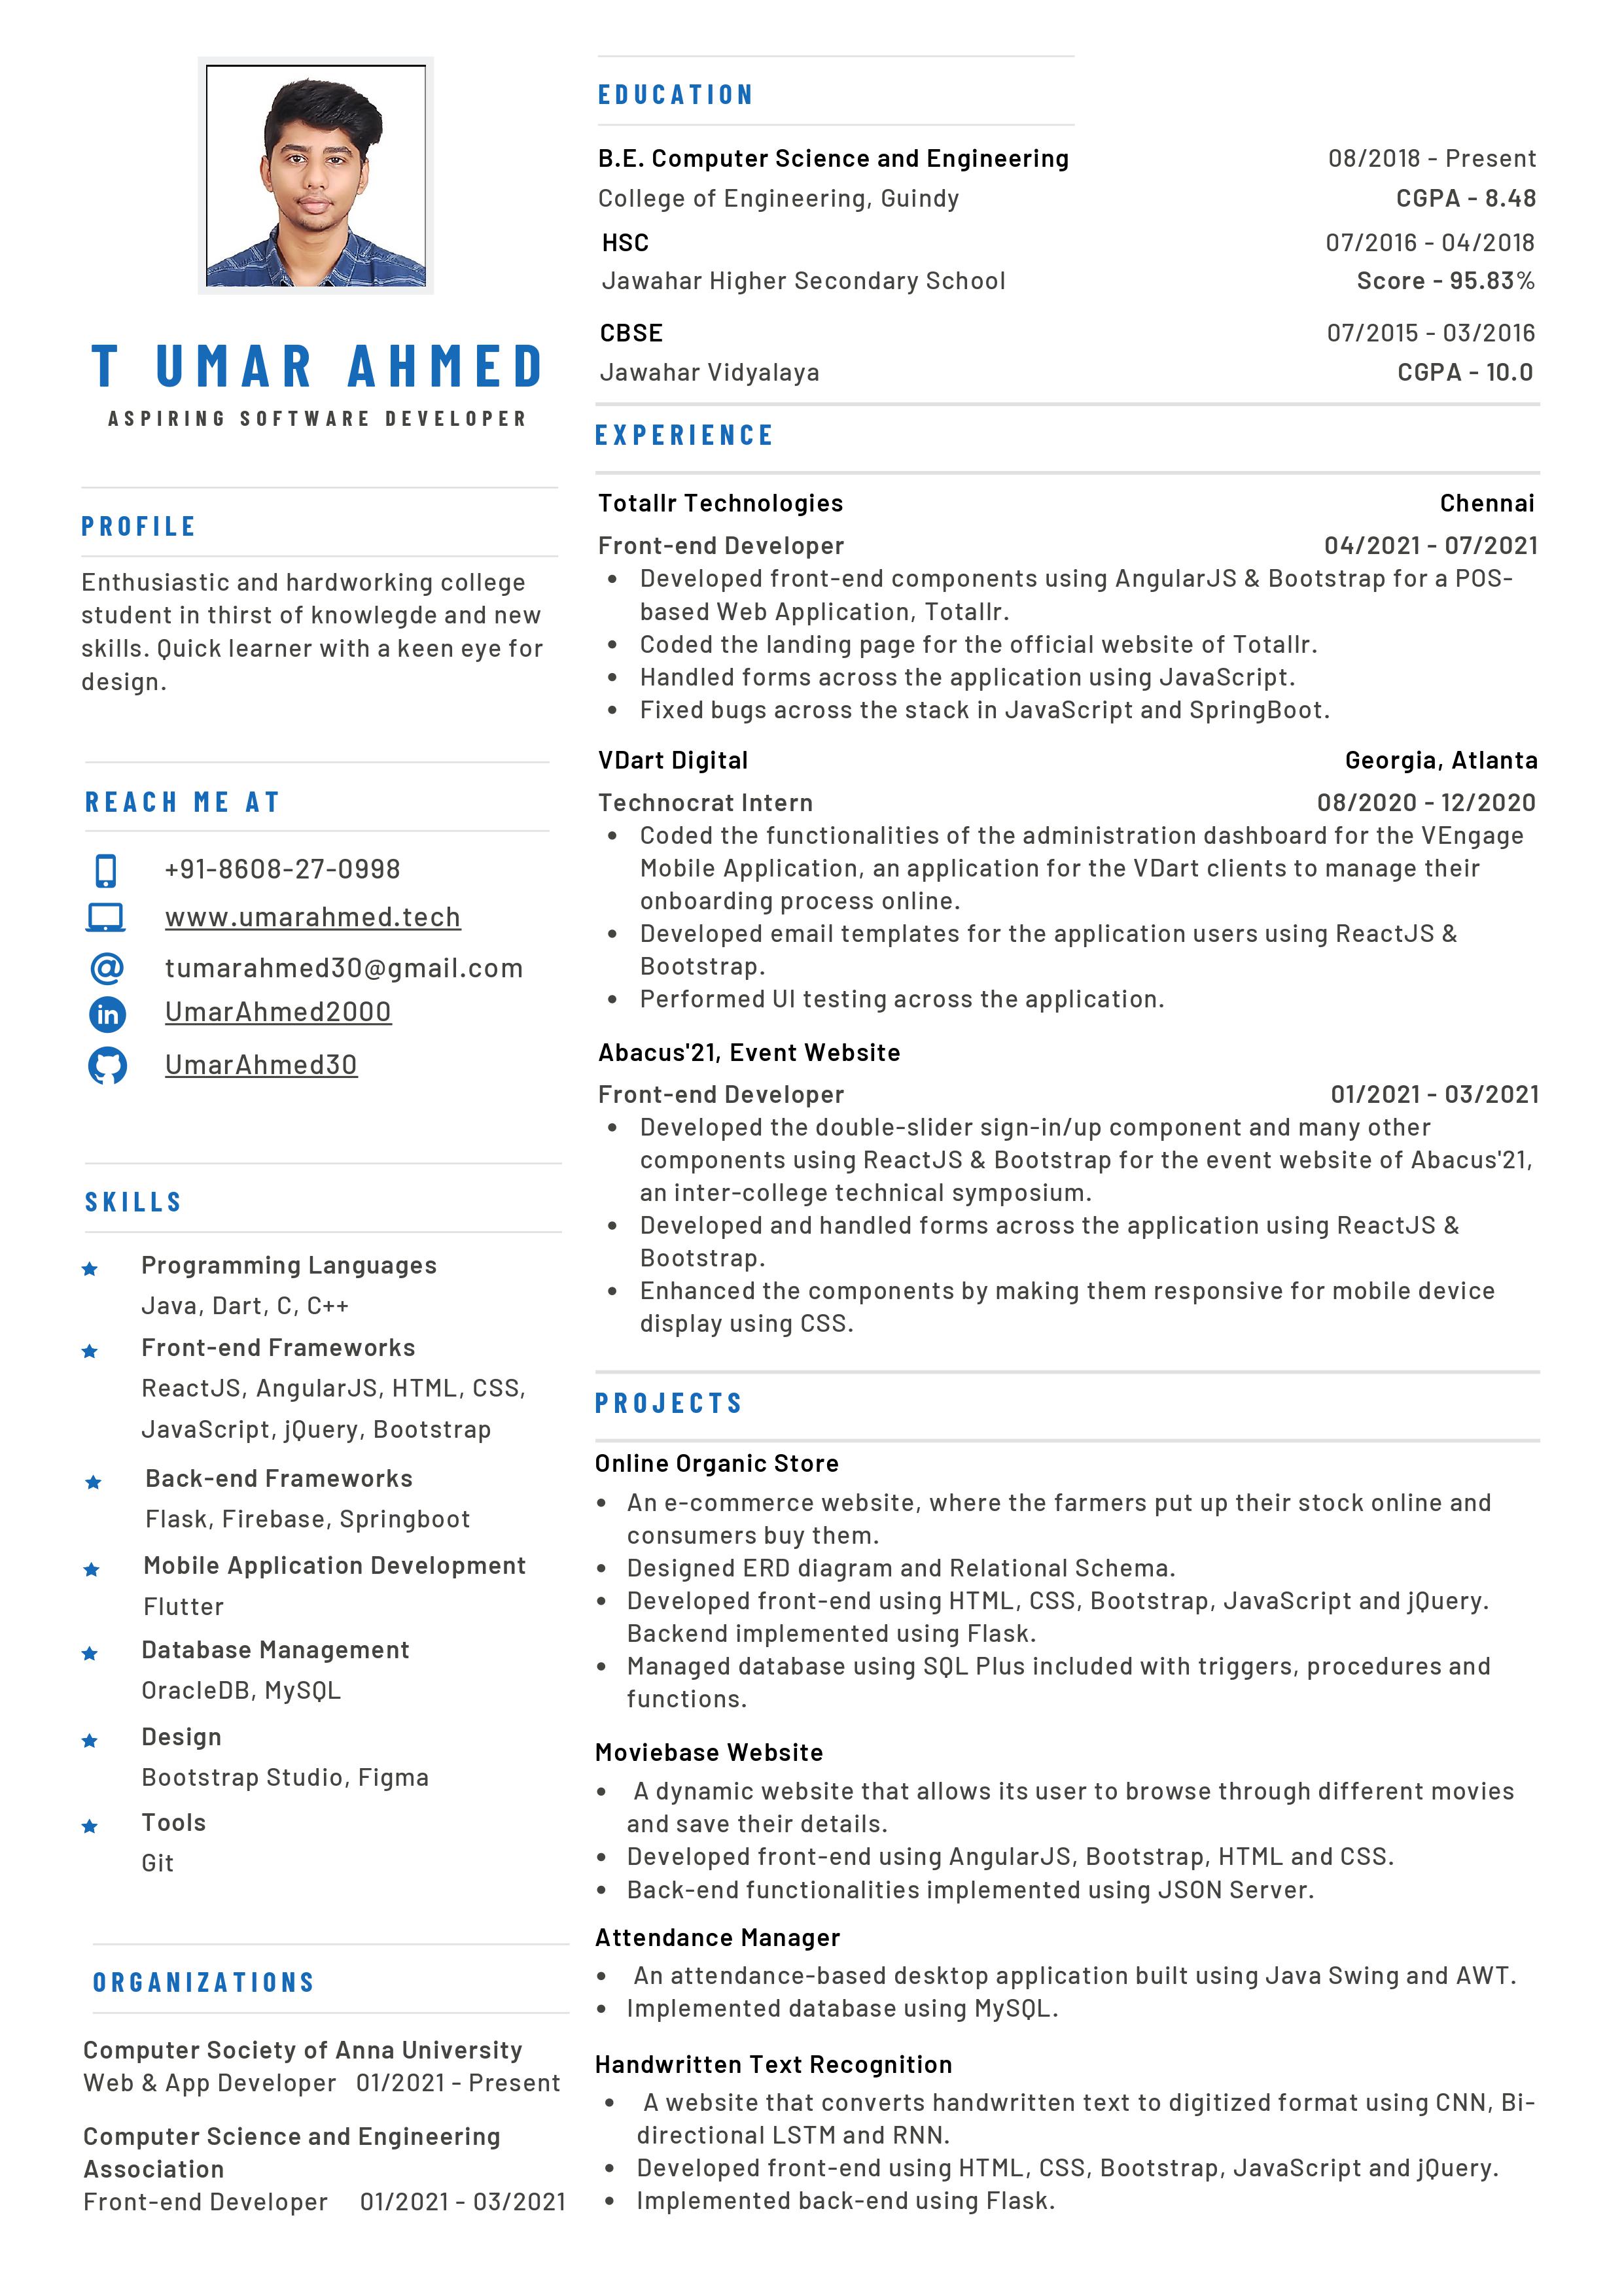 T UMAR AHMED
ASPIRING SOFTWARE DEVELOPER
PROFILE
Enthusiastic and hardworking college
student in thirst of knowlegde and new
skills. Quick learner with a keen eye for
design.
REACH ME AT
+91-8608-27-0998
www.umarahmed.tech
tumarahmed30@gmail.com
UmarAhmed2000
UmarAhmed30
SKILLS
Programming Languages
Java, Dart, C, C++
Front-end Frameworks
ReactJS, AngularJS, HTML, CSS,
JavaScript, jQuery, Bootstrap
Back-end Frameworks
Flask, Firebase, Springboot
Mobile Application Development
Flutter
Database Management
OracleDB, MySQL
Design
Bootstrap Studio, Figma
Tools
Git
ORGANIZATIONS
Computer Society of Anna University
Web & App Developer 01/2021 - Present
Computer Science and Engineering
Association
Front-end Developer 01/2021 - 03/2021
EDUCATION
B.E. Computer Science and Engineering 08/2018 - Present
College of Engineering, Guindy CGPA - 8.48
HSC 07/2016 - 04/2018
Jawahar Higher Secondary School Score - 95.83%
CBSE 07/2015 - 03/2016
Jawahar Vidyalaya CGPA - 10.0
EXPERIENCE
Totallr Technologies Chennai
Front-end Developer 04/2021 - 07/2021
• Developed front-end components using AngularJS & Bootstrap for a POS-
based Web Application, Totallr.
• Coded the landing page for the official website of Totallr.
• Handled forms across the application using JavaScript.
• Fixed bugs across the stack in JavaScript and SpringBoot.
VDart Digital Georgia, Atlanta
Technocrat Intern 08/2020 - 12/2020
• Coded the functionalities of the administration dashboard for the VEngage
Mobile Application, an application for the VDart clients to manage their
onboarding process online.
• Developed email templates for the application users using ReactJS &
Bootstrap.
• Performed UI testing across the application.
Abacus'21, Event Website
Front-end Developer 01/2021 - 03/2021
• Developed the double-slider sign-in/up component and many other
components using ReactJS & Bootstrap for the event website of Abacus'21,
an inter-college technical symposium.
• Developed and handled forms across the application using ReactJS &
Bootstrap.
• Enhanced the components by making them responsive for mobile device
display using CSS.
PROJECTS
Online Organic Store
• An e-commerce website, where the farmers put up their stock online and
consumers buy them.
• Designed ERD diagram and Relational Schema.
• Developed front-end using HTML, CSS, Bootstrap, JavaScript and jQuery.
Backend implemented using Flask.
• Managed database using SQL Plus included with triggers, procedures and
functions.
Moviebase Website
• A dynamic website that allows its user to browse through different movies
and save their details.
• Developed front-end using AngularJS, Bootstrap, HTML and CSS.
• Back-end functionalities implemented using JSON Server.
Attendance Manager
• An attendance-based desktop application built using Java Swing and AWT.
• Implemented database using MySQL.
Handwritten Text Recognition
• A website that converts handwritten text to digitized format using CNN, Bi-
directional LSTM and RNN.
• Developed front-end using HTML, CSS, Bootstrap, JavaScript and jQuery.
• Implemented back-end using Flask.